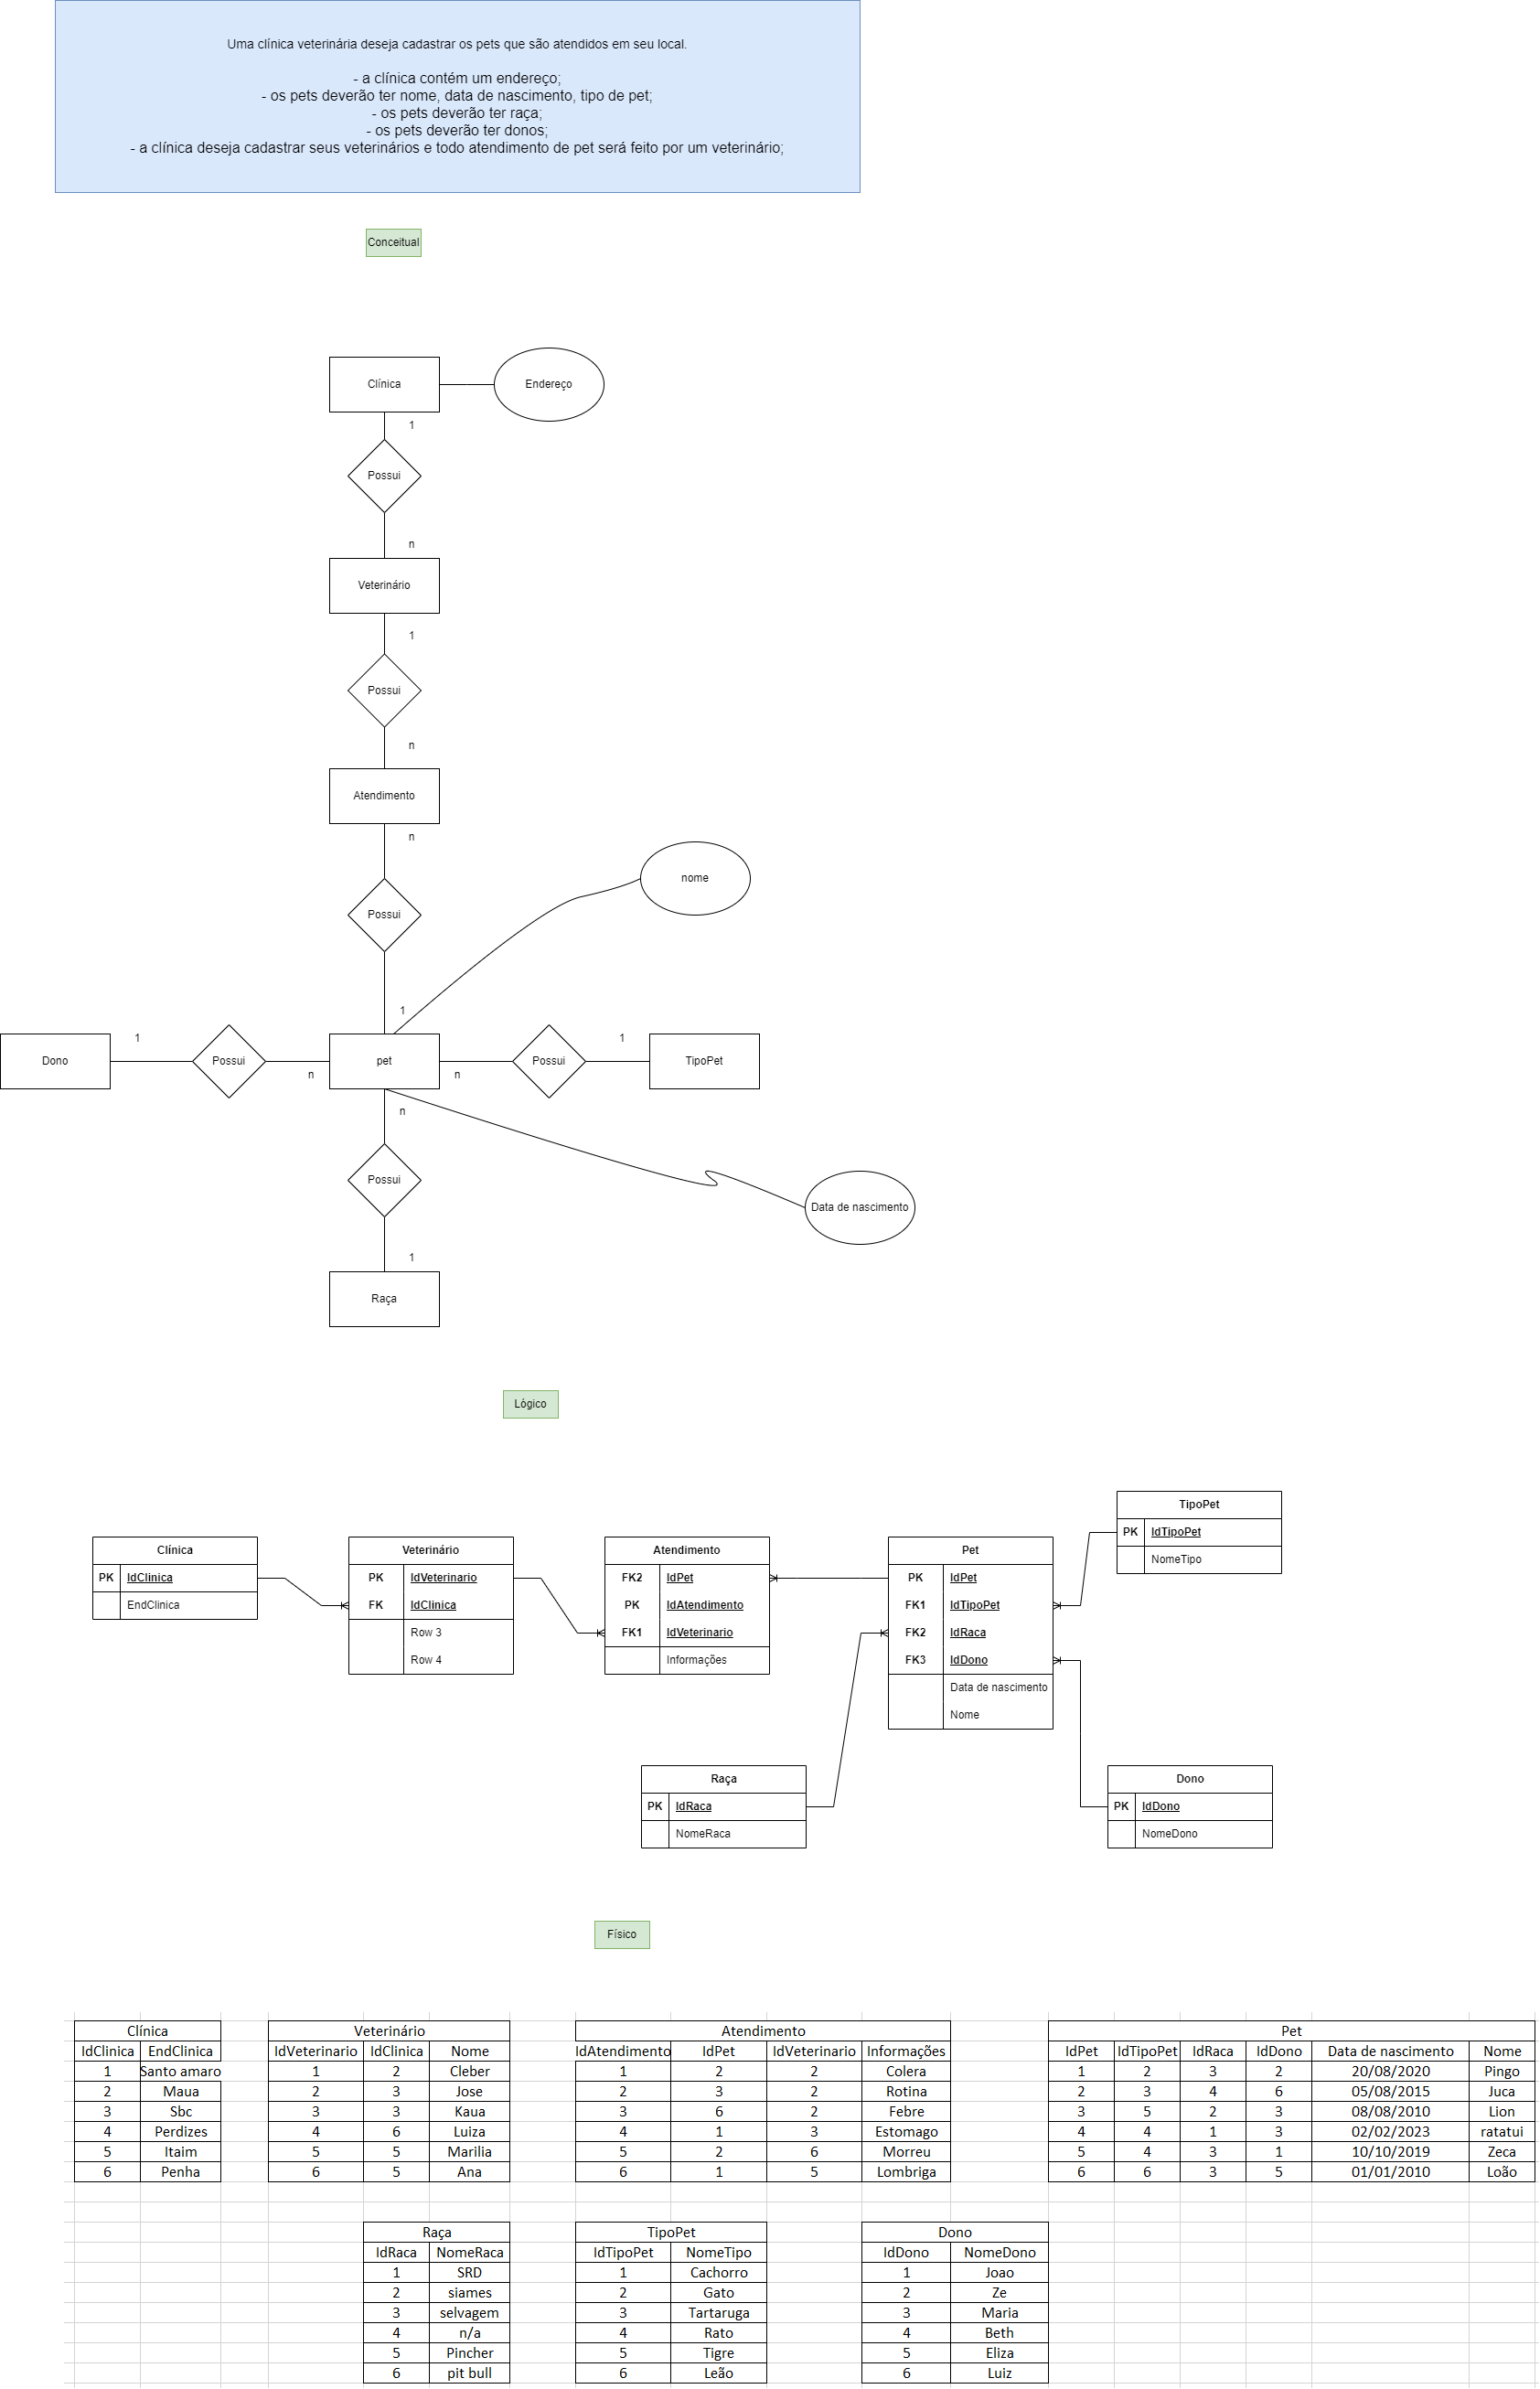 Uma clínica veterinária deseja cadastrar os pets que são atendidos em seu local.
- a clínica contém um endereço;
- os pets deverão ter nome, data de nascimento, tipo de pet;
- os pets deverão ter raça;
- os pets deverão ter donos;
- a clínica deseja cadastrar seus veterinários e todo atendimento de pet será feito por um veterinário;
Conceitual
Clínica
Endereço
1
Possui
n
Veterinário
1
Possui
n
Atendimento
n
nome
Possui
1
Dono
1
Possui
n
pet
n
Possui
1
TipoPet
n
Possui
Data de nascimento
1
Raça
Lógico
Clínica
PK IdClinica
EndClinica
Veterinário
PK IdVeterinario
FK IdClinica
Row 3
Row 4
Atendimento
FK2 IdPet
PK IdAtendimento
FK1 IdVeterinario
Informações
Pet
PK IdPet
FK1 IdTipoPet
FK2 IdRaca
FK3 IdDono
Data de nascimento
Nome
TipoPet
PK IdTipoPet
NomeTipo
Raça
PK IdRaca
NomeRaca
Dono
PK IdDono
NomeDono
Físico
Clínica
IdClinica EndClinica
1 Santo amaro
2 Maua
3 Sbc
4 Perdizes
5 Itaim
6 Penha
Veterinário
IdVeterinario IdClinica Nome
1 2 Cleber
2 3 Jose
3 3 Kaua
4 6 Luiza
5 5 Marilia
6 5 Ana
Atendimento
IdAtendimento IdPet IdVeterinario Informações
1 2 2 Colera
2 3 2 Rotina
3 6 2 Febre
4 1 3 Estomago
5 2 6 Morreu
6 1 5 Lombriga
Pet
IdPet IdTipoPet IdRaca IdDono Data de nascimento Nome
1 2 3 2 20/08/2020 Pingo
2 3 4 6 05/08/2015 Juca
3 5 2 3 08/08/2010 Lion
4 4 1 3 02/02/2023 ratatui
5 4 3 1 10/10/2019 Zeca
6 6 3 5 01/01/2010 Loão
Raça
IdRaca NomeRaca
1 SRD
2 siames
3 selvagem
4 n/a
5 Pincher
6 pit bull
TipoPet
IdTipoPet NomeTipo
1 Cachorro
2 Gato
3 Tartaruga
4 Rato
5 Tigre
6 Leão
Dono
IdDono NomeDono
1 Joao
2 Ze
3 Maria
4 Beth
5 Eliza
6 Luiz